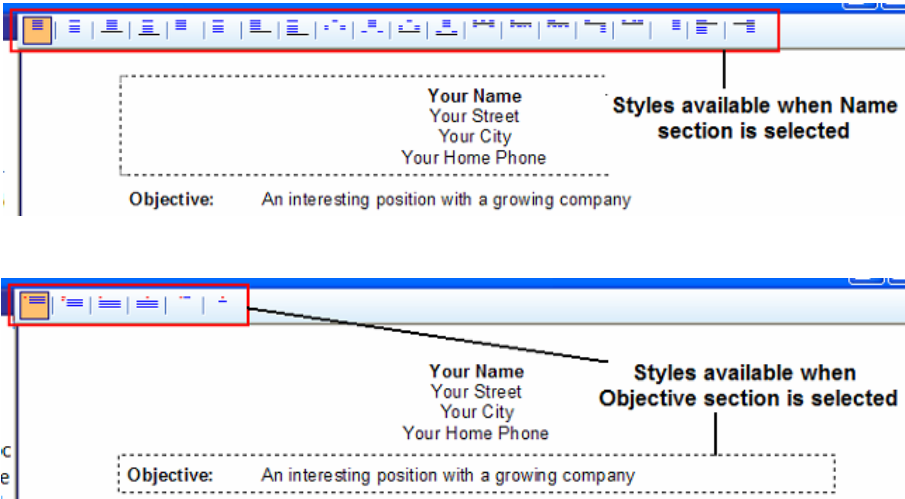 Your Name
Your Street
Your City
Your Home Phone
Styles available when Name
section is selected
Objective: An interesting position with a growing company
Your Name
Your Street
Your City
Your Home Phone
Styles available when
Objective section is selected
Objective: An interesting position with a growing company